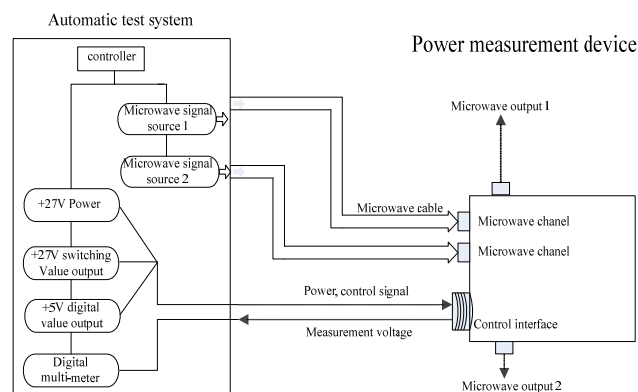 Automatic test system
Power measurement device
controller
Microwave signal
source 1
Microwave signal
source 2
+27V Power
+27V switching
Value output
+5V digital
value output
Digital
multi-meter
Microwave output 1
Microwave cable
Microwave chanel
Microwave chanel
Power, control signal
Measurement voltage
Control interface
Microwave output 2